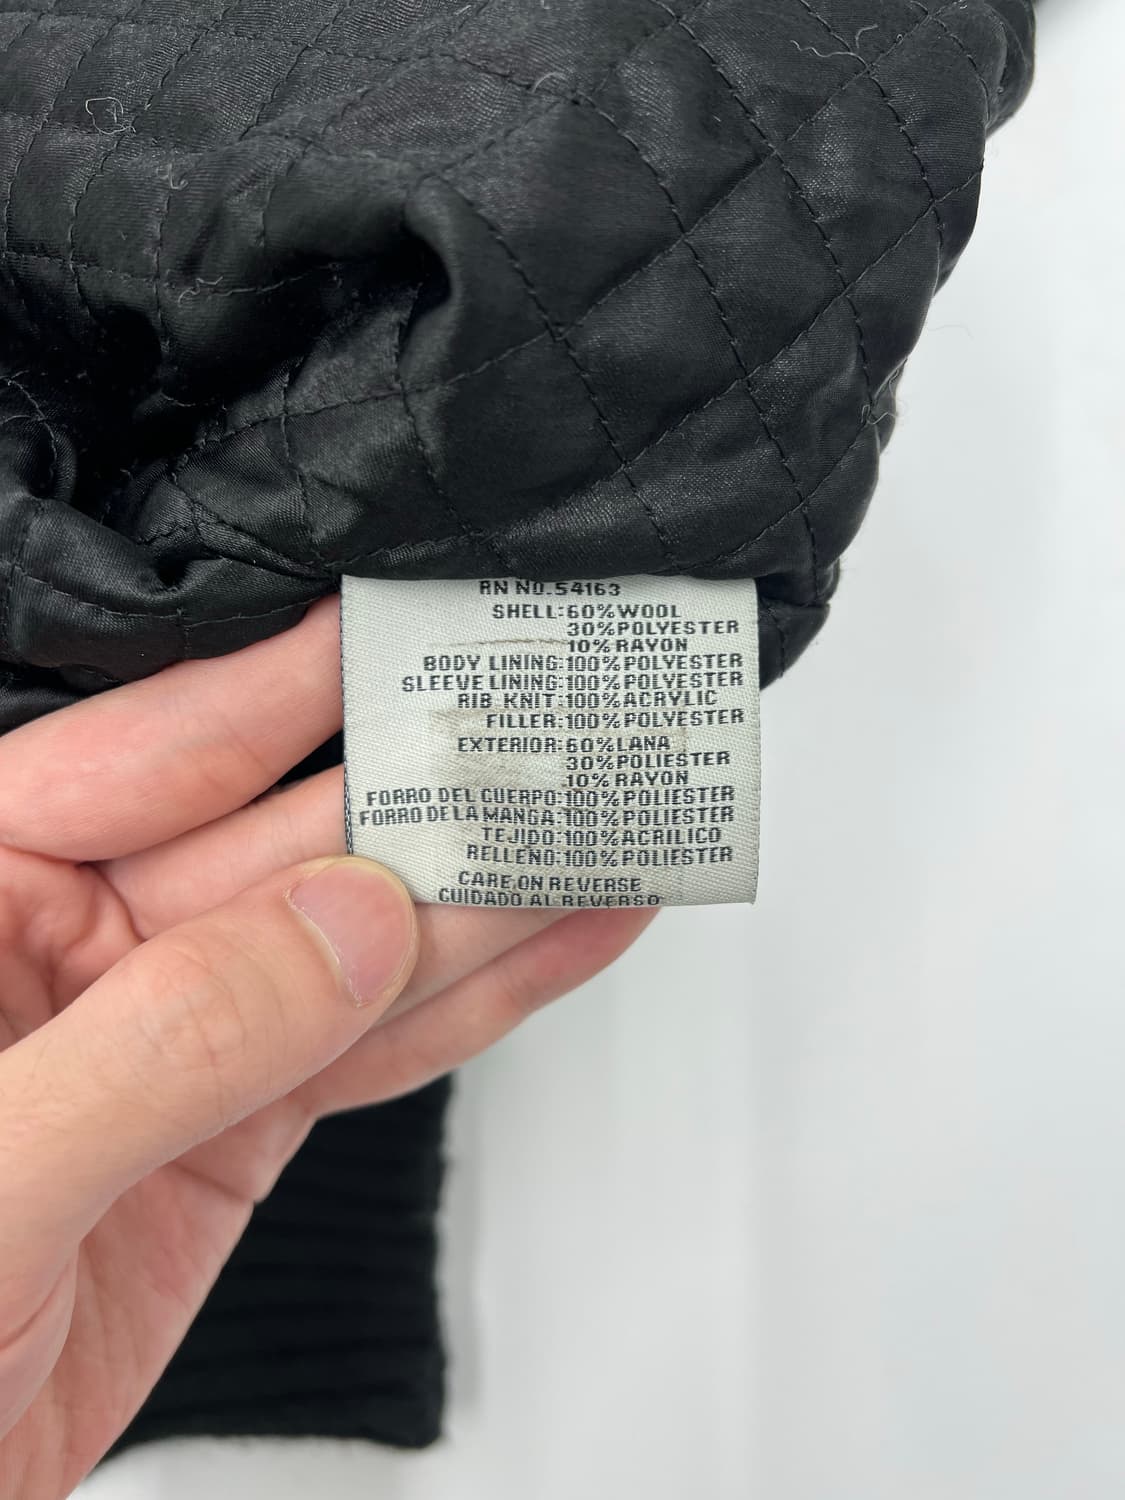 RN NO.54163
SHELL:60%WOOL
30%POLYESTER
10%RAYON
BODY LINING:100%POLYESTER
SLEEVE LINING:100%POLYESTER
RIB KNIT:100%ACRYLIC
FILLER:100%POLYESTER
EXTERIOR:60%LANA
30%POLIESTER
10%RAYON
FORRO DEL CUERPO:100%POLIESTER
FORRO DE LA MANGA:100%POLIESTER
TEJIDO:100%ACRILICO
RELLENO:100%POLIESTER
CARE ON REVERSE
CUIDADO AL REVERSO